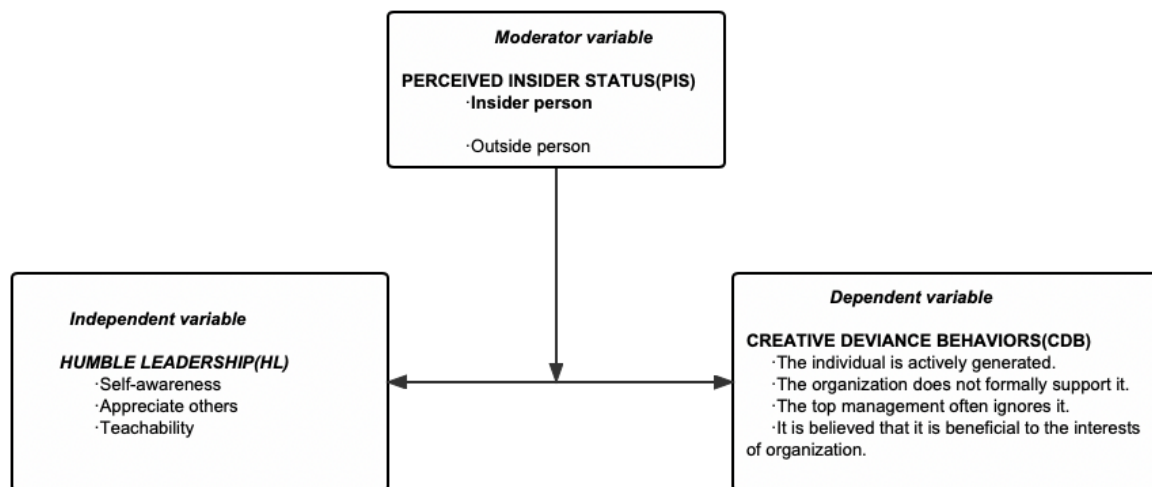 Moderator variable
PERCEIVED INSIDER STATUS(PIS)
·Insider person
·Outside person
Independent variable
HUMBLE LEADERSHIP(HL)
·Self-awareness
·Appreciate others
·Teachability
Dependent variable
CREATIVE DEVIANCE BEHAVIORS(CDB)
·The individual is actively generated.
·The organization does not formally support it.
·The top management often ignores it.
·It is believed that it is beneficial to the interests
of organization.